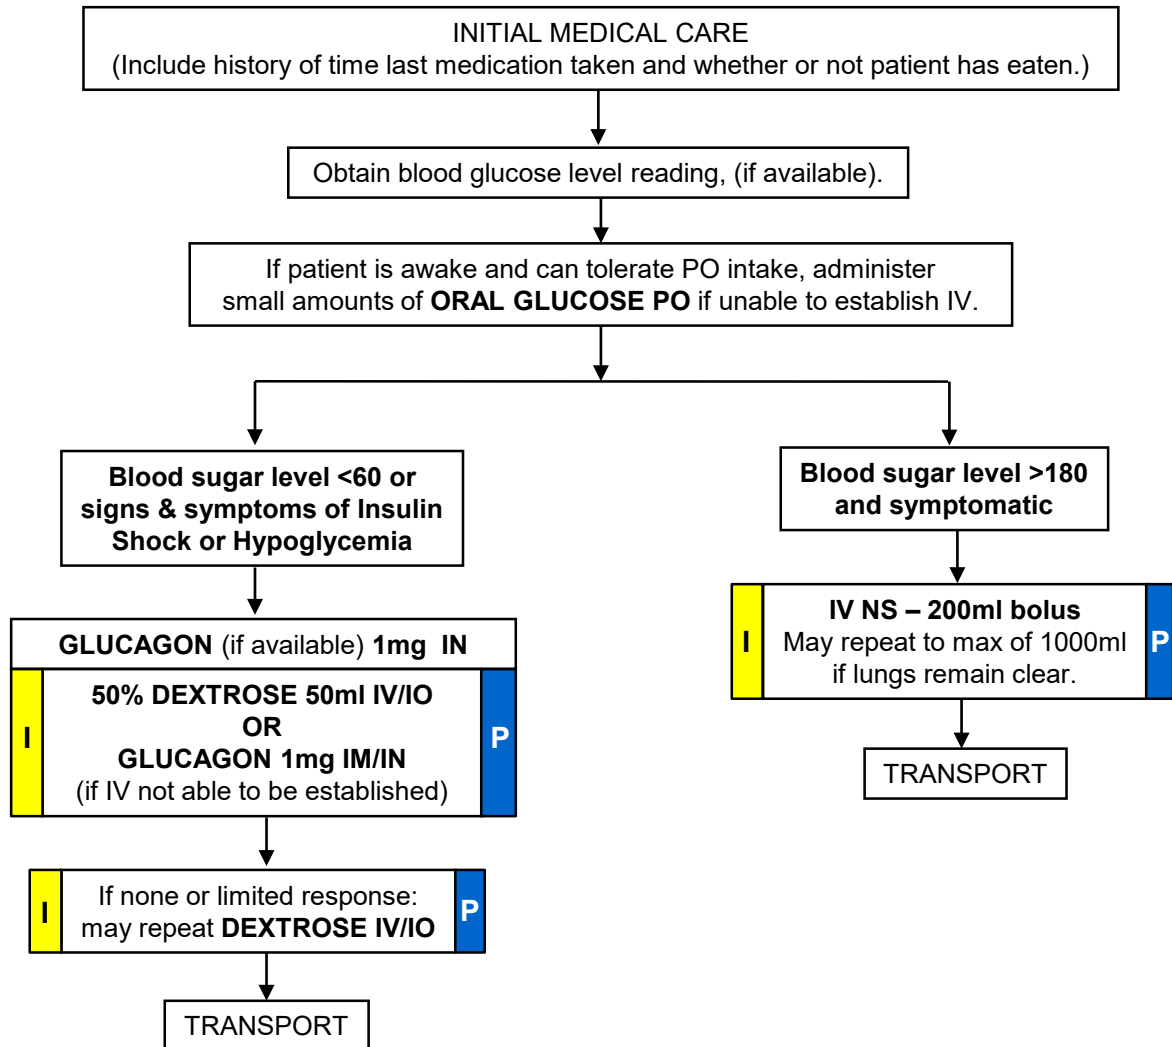 INITIAL MEDICAL CARE
(Include history of time last medication taken and whether or not patient has eaten.)
Obtain blood glucose level reading, (if available).
If patient is awake and can tolerate PO intake, administer
small amounts of ORAL GLUCOSE PO if unable to establish IV.
Blood sugar level <60 or
signs & symptoms of Insulin
Shock or Hypoglycemia
GLUCAGON (if available) 1mg IN
I
50% DEXTROSE 50ml IV/IO
OR
GLUCAGON 1mg IM/IN
(if IV not able to be established)
P
I
If none or limited response:
may repeat DEXTROSE IV/IO
P
TRANSPORT
Blood sugar level >180
and symptomatic
I
IV NS – 200ml bolus
May repeat to max of 1000ml
if lungs remain clear.
P
TRANSPORT